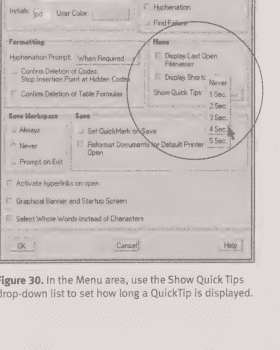 Initials:
User Color:
Hyphenation
Find Failure
Formatting
Hyphenation Prompt: When Required
Confirm Deletion of Codes,
Stop Insertion Point at Hidden Codes
Confirm Deletion of Table Formulas
Menu
Display Last Open
Filenames
Display Shortc
Show Quick Tips
Never
1 Sec.
2 Sec.
3 Sec.
4 Sec.
5 Sec.
Save Workspace
Always
Never
Prompt on Exit
Save
Set QuickMark on Save
Reformat Documents for Default Printer
Open
Activate hyperlinks on open
Graphical Banner and Startup Screen
Select Whole Words Instead of Characters
OK
Cancel
Help
Figure 30. In the Menu area, use the Show Quick Tips
drop-down list to set how long a QuickTip is displayed.